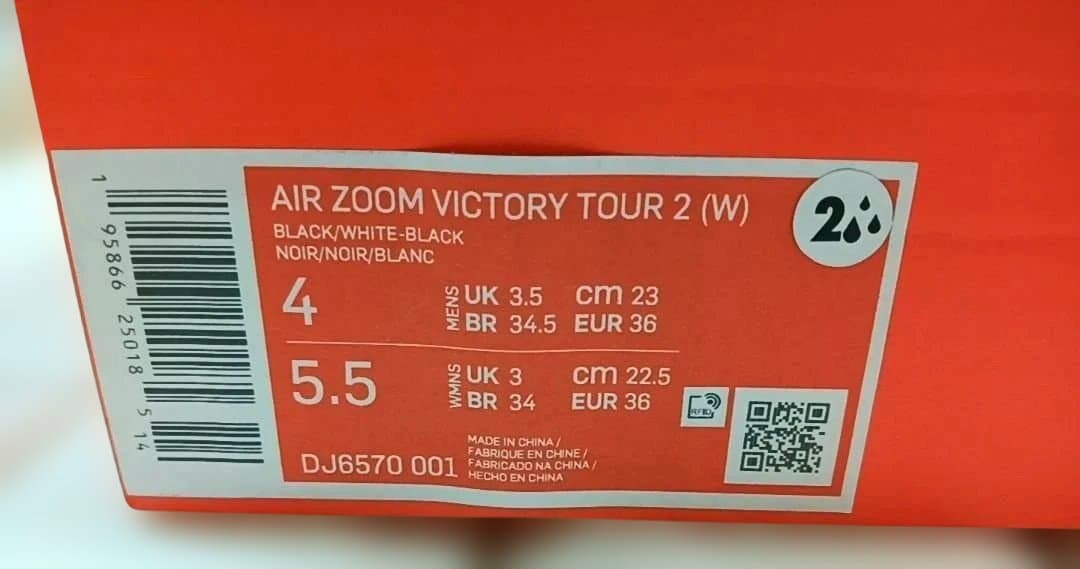 1 95866 25018 5 14
AIR ZOOM VICTORY TOUR 2 (W)
2
BLACK/WHITE-BLACK
NOIR/NOIR/BLANC
4
MENS
UK 3.5 cm 23
BR 34.5 EUR 36
5.5
WMNS
UK 3 cm 22.5
BR 34 EUR 36
RFID
DJ6570 001
MADE IN CHINA /
FABRIQUE EN CHINE /
FABRICADO NA CHINA /
HECHO EN CHINA